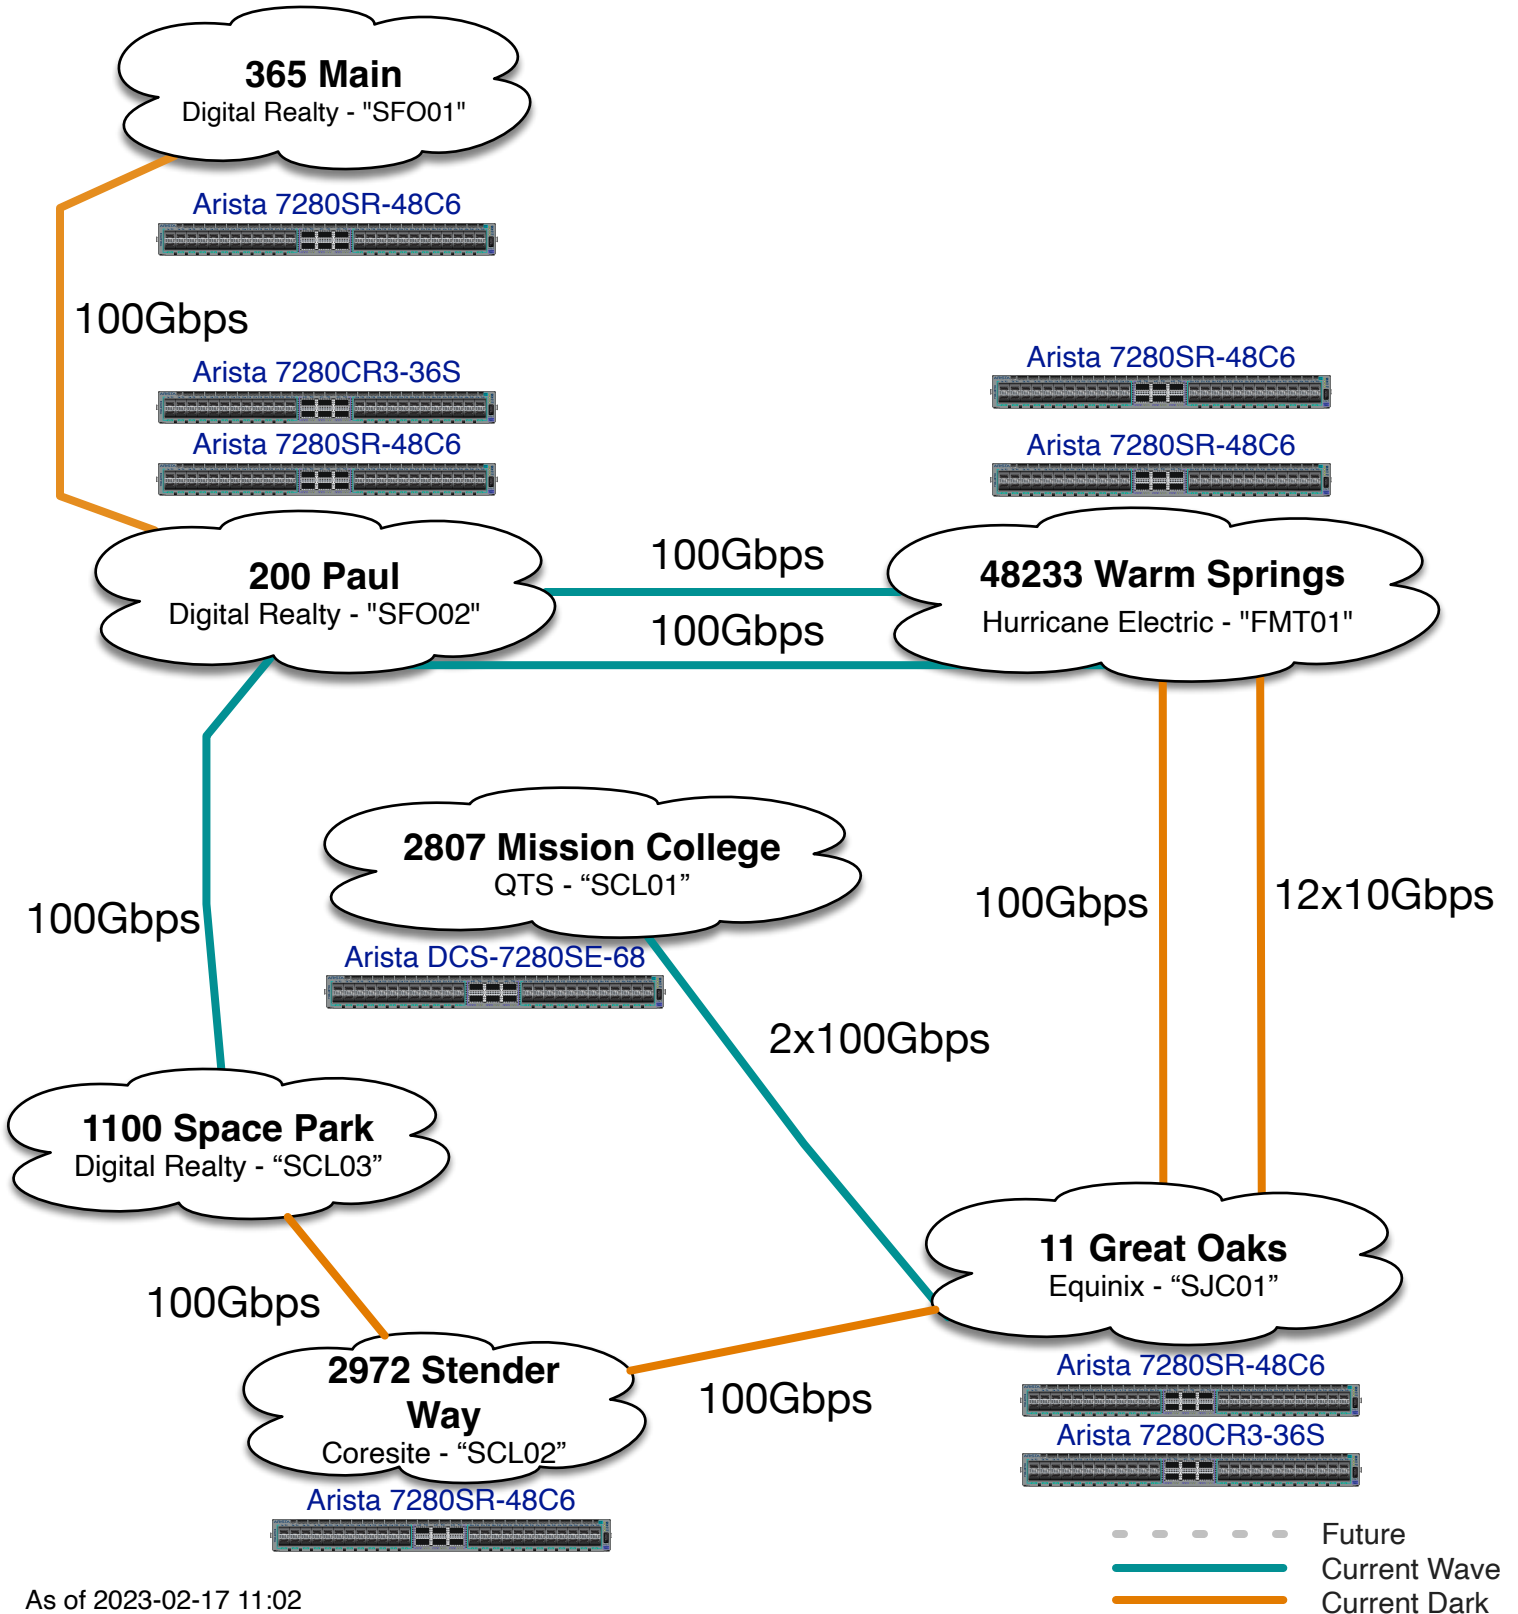 365 Main
Digital Realty - "SFO01"
Arista 7280SR-48C6
100Gbps
Arista 7280CR3-36S
Arista 7280SR-48C6
Arista 7280SR-48C6
Arista 7280SR-48C6
200 Paul
Digital Realty - "SFO02"
100Gbps
100Gbps
48233 Warm Springs
Hurricane Electric - "FMT01"
2807 Mission College
QTS - “SCL01”
Arista DCS-7280SE-68
100Gbps
100Gbps
12x10Gbps
2x100Gbps
1100 Space Park
Digital Realty - “SCL03”
100Gbps
11 Great Oaks
Equinix - “SJC01”
Arista 7280SR-48C6
Arista 7280CR3-36S
2972 Stender
Way
Coresite - “SCL02”
100Gbps
Arista 7280SR-48C6
Future
Current Wave
Current Dark
As of 2023-02-17 11:02